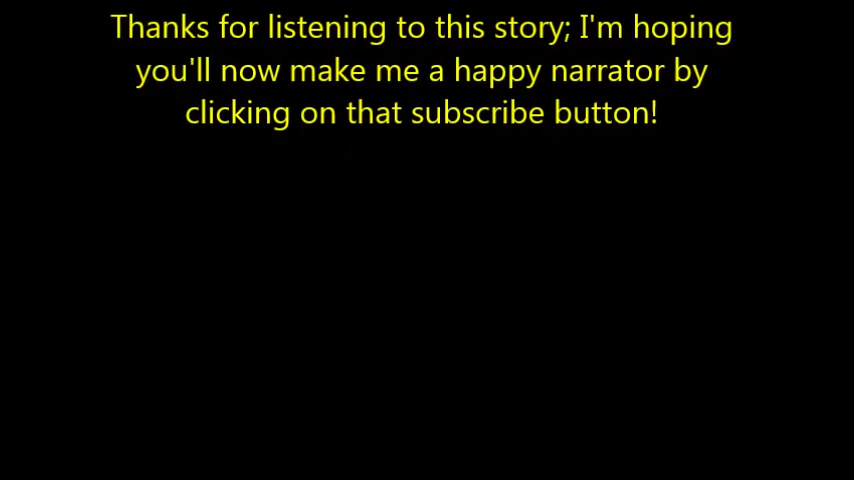 Thanks for listening to this story; I'm hoping
you'll now make me a happy narrator by
clicking on that subscribe button!